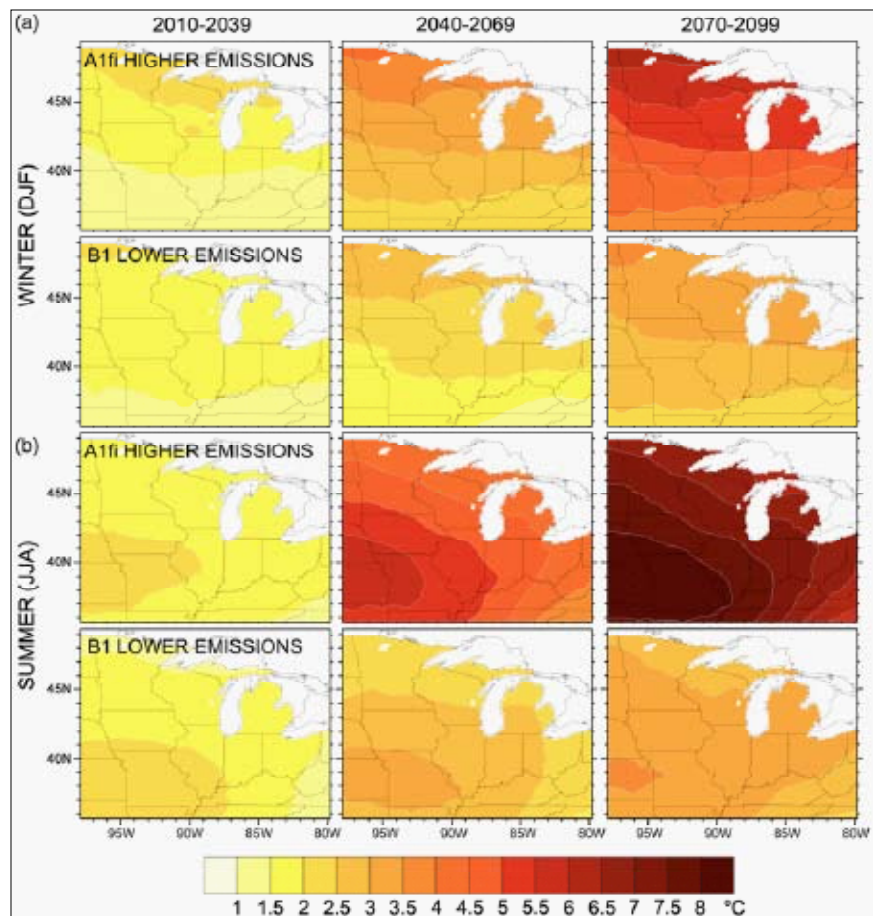 (a) 2010-2039 2040-2069 2070-2099
A1fi HIGHER EMISSIONS
45N
40N
WINTER (DJF)
B1 LOWER EMISSIONS
45N
40N
(b) A1fi HIGHER EMISSIONS
45N
40N
SUMMER (JJA)
B1 LOWER EMISSIONS
45N
40N
95W 90W 85W 80W 95W 90W 85W 80W 95W 90W 85W 80W
1 1.5 2 2.5 3 3.5 4 4.5 5 5.5 6 6.5 7 7.5 8 °C